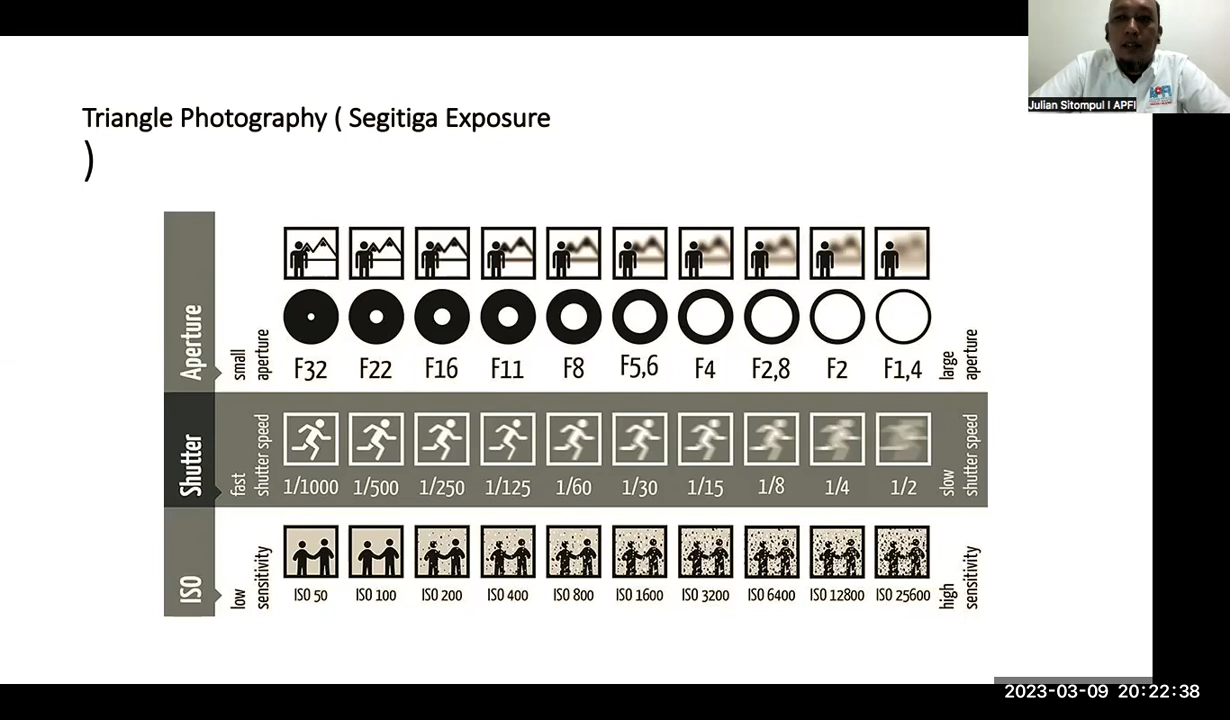 Julian Sitompul I APFI
Triangle Photography ( Segitiga Exposure
)
Aperture
small
aperture
F32 F22 F16 F11 F8 F5,6 F4 F2,8 F2 F1,4
large
aperture
Shutter
fast
shutter speed
1/1000 1/500 1/250 1/125 1/60 1/30 1/15 1/8 1/4 1/2
slow
shutter speed
ISO
low
sensitivity
ISO 50 ISO 100 ISO 200 ISO 400 ISO 800 ISO 1600 ISO 3200 ISO 6400 ISO 12800 ISO 25600
high
sensitivity
2023-03-09 20:22:38